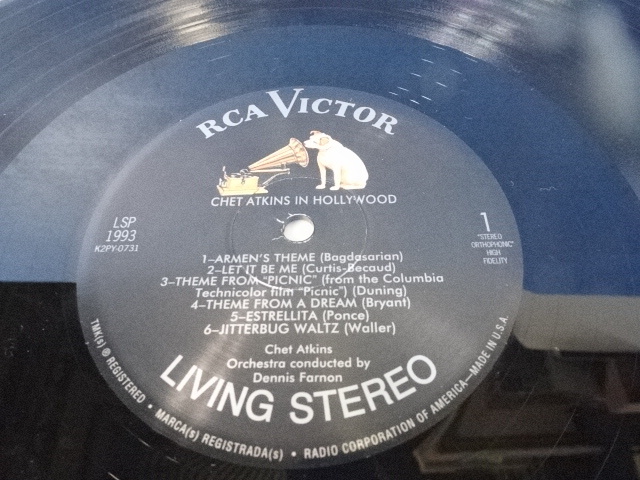 RCA VICTOR
CHET ATKINS IN HOLLYWOOD
LSP
1993
K2PY-0731
1
"STEREO
ORTHOPHONIC"
HIGH
FIDELITY
1–ARMEN'S THEME (Bagdasarian)
2–LET IT BE ME (Curtis-Becaud)
3–THEME FROM "PICNIC" (from the Columbia
Technicolor film "Picnic") (Duning)
4–THEME FROM A DREAM (Bryant)
5–ESTRELLITA (Ponce)
6–JITTERBUG WALTZ (Waller)
Chet Atkins
Orchestra conducted by
Dennis Farnon
LIVING STEREO
TMK(s) ® REGISTERED • MARCA(s) REGISTRADA(s) • RADIO CORPORATION OF AMERICA–MADE IN U.S.A.